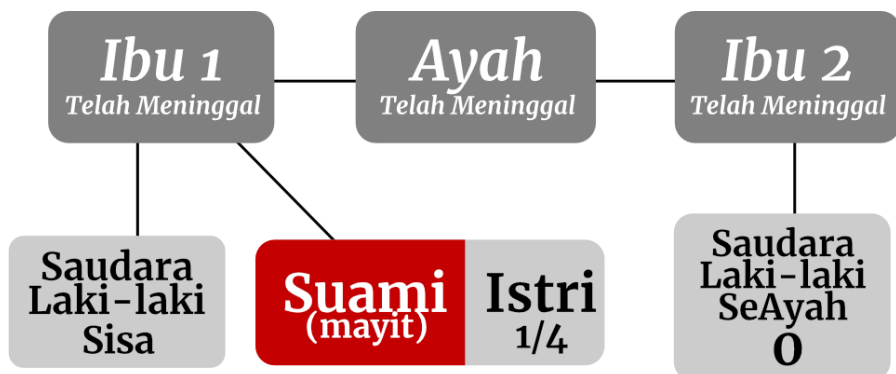 Ibu 1
Telah Meninggal
Ayah
Telah Meninggal
Ibu 2
Telah Meninggal
Saudara
Laki-laki
Sisa
Suami
(mayit)
Istri
1/4
Saudara
Laki-laki
SeAyah
0